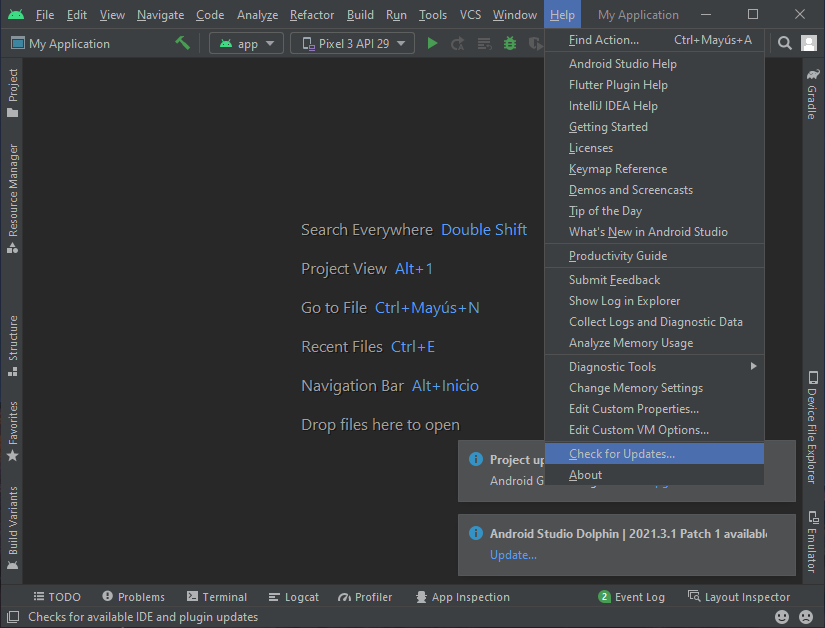 File Edit View Navigate Code Analyze Refactor Build Run Tools VCS Window Help My Application
My Application app Pixel 3 API 29
Find Action... Ctrl+Mayús+A
Android Studio Help
Flutter Plugin Help
IntelliJ IDEA Help
Getting Started
Licenses
Keymap Reference
Demos and Screencasts
Tip of the Day
What's New in Android Studio
Productivity Guide
Submit Feedback
Show Log in Explorer
Collect Logs and Diagnostic Data
Analyze Memory Usage
Diagnostic Tools
Change Memory Settings
Edit Custom Properties...
Edit Custom VM Options...
Check for Updates...
About
Project
Resource Manager
Structure
Favorites
Build Variants
Search Everywhere Double Shift
Project View Alt+1
Go to File Ctrl+Mayús+N
Recent Files Ctrl+E
Navigation Bar Alt+Inicio
Drop files here to open
Gradle
Device File Explorer
Emulator
Project up
Android G
Android Studio Dolphin | 2021.3.1 Patch 1 available
Update...
TODO Problems Terminal Logcat Profiler App Inspection 2 Event Log Layout Inspector
Checks for available IDE and plugin updates